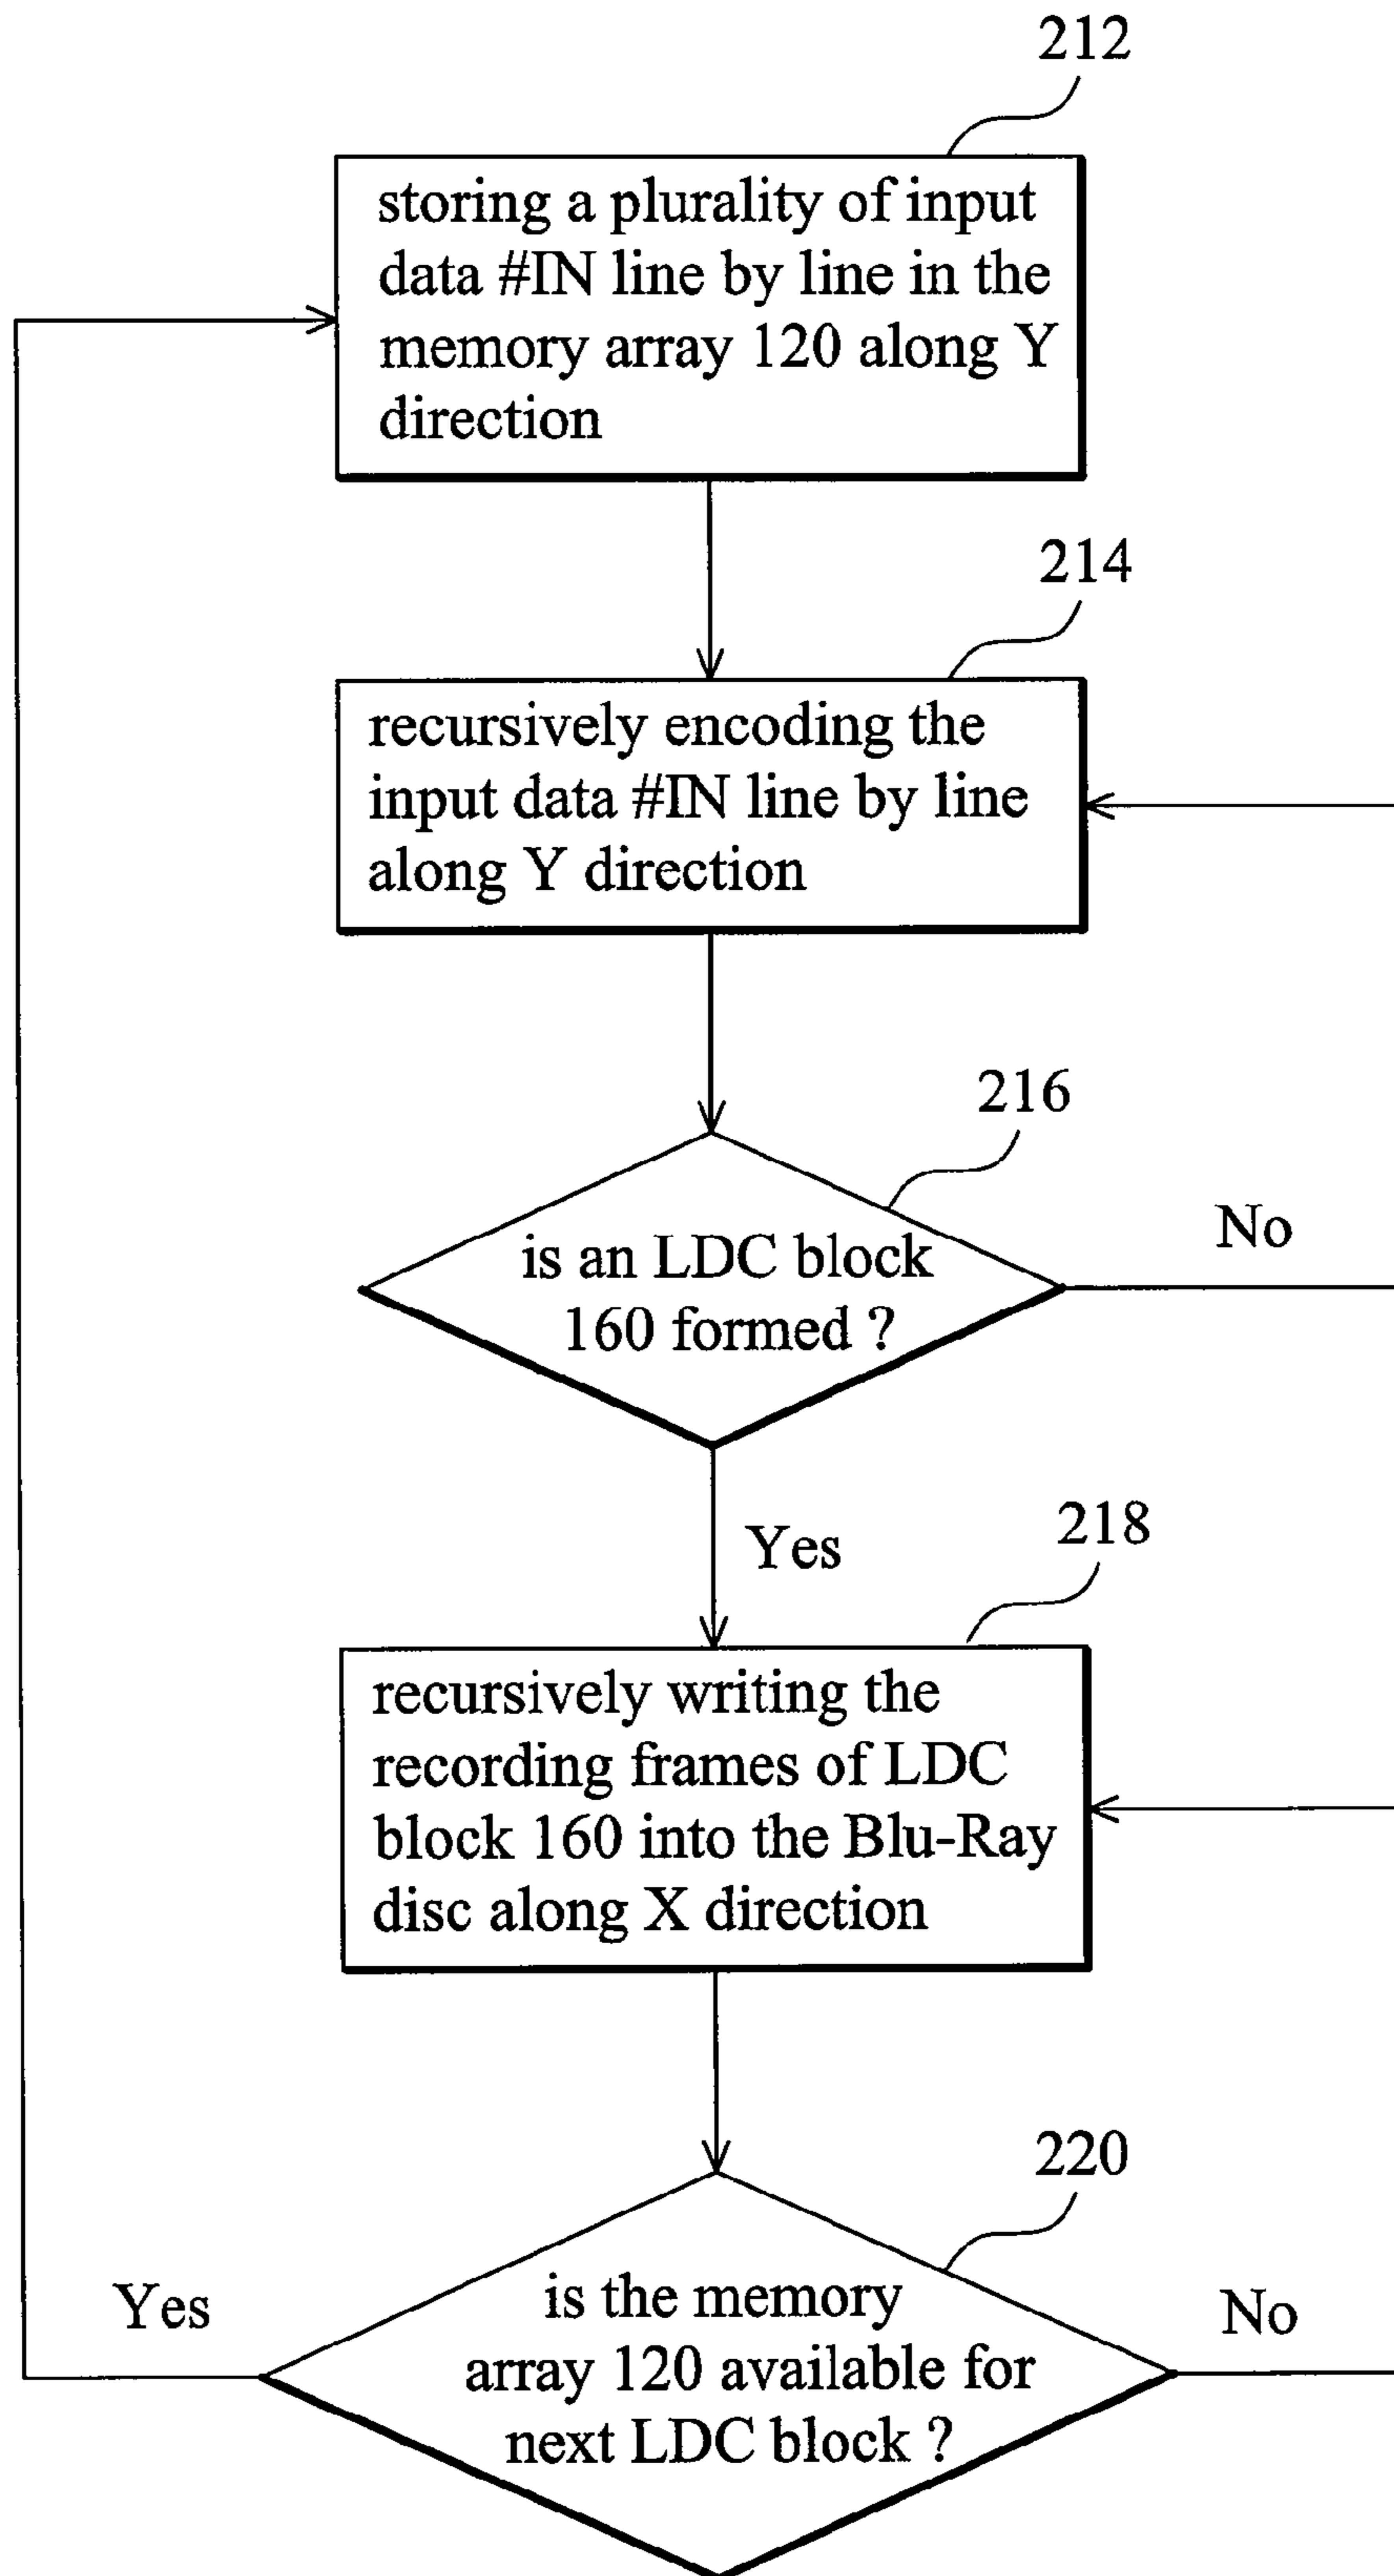 212
storing a plurality of input
data #IN line by line in the
memory array 120 along Y
direction
214
recursively encoding the
input data #IN line by line
along Y direction
216
is an LDC block
160 formed ?
No
Yes
218
recursively writing the
recording frames of LDC
block 160 into the Blu-Ray
disc along X direction
220
Yes
is the memory
array 120 available for
next LDC block ?
No